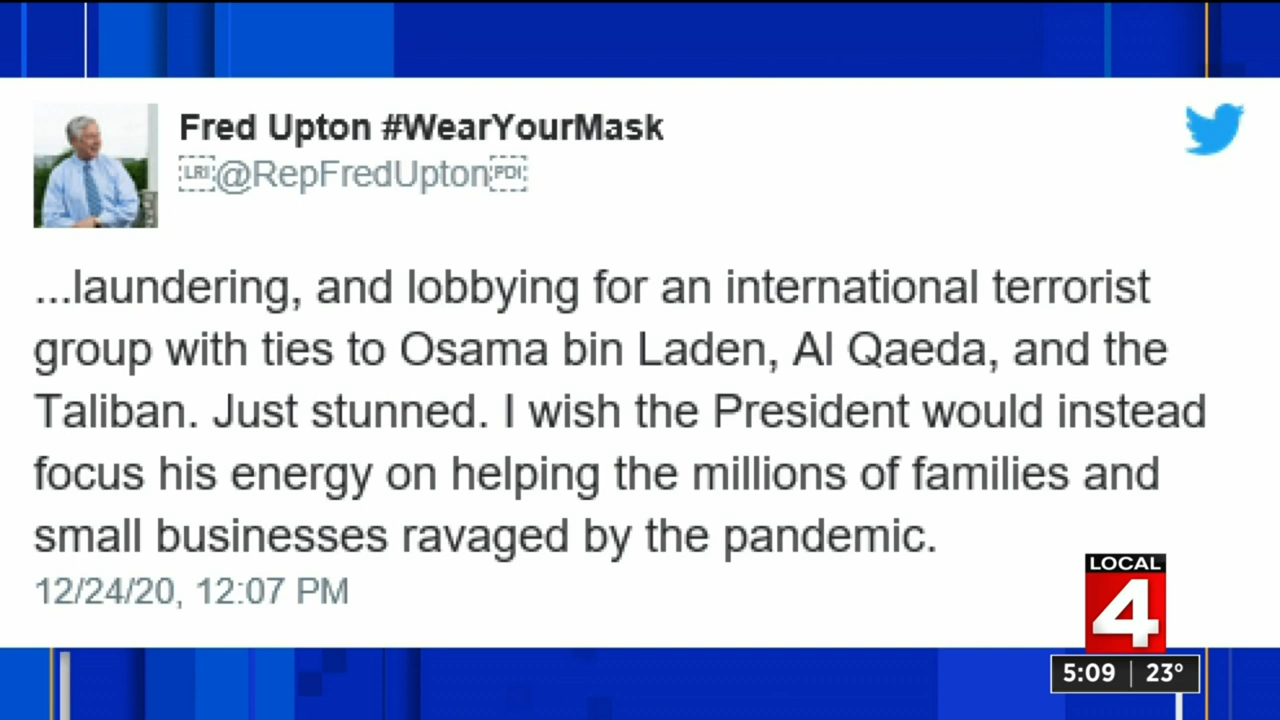 Fred Upton #WearYourMask
LRI@RepFredUptonPDI
...laundering, and lobbying for an international terrorist
group with ties to Osama bin Laden, Al Qaeda, and the
Taliban. Just stunned. I wish the President would instead
focus his energy on helping the millions of families and
small businesses ravaged by the pandemic.
12/24/20, 12:07 PM
LOCAL
4
5:09 | 23°